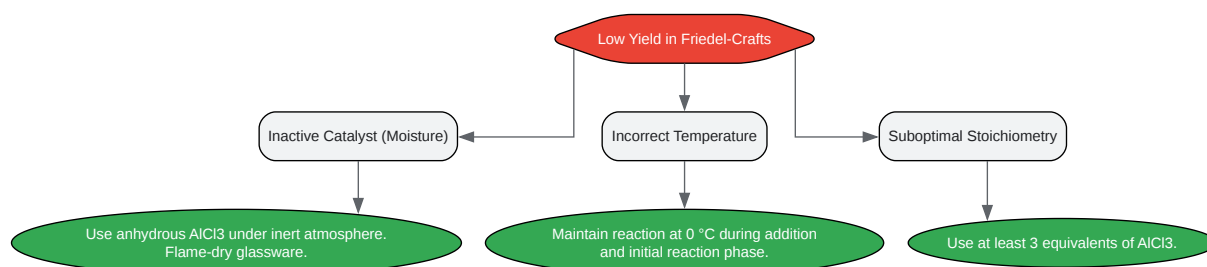 Low Yield in Friedel-Crafts
Inactive Catalyst (Moisture)
Incorrect Temperature
Suboptimal Stoichiometry
Use anhydrous AlCl3 under inert atmosphere.
Flame-dry glassware.
Maintain reaction at 0 °C during addition
and initial reaction phase.
Use at least 3 equivalents of AlCl3.